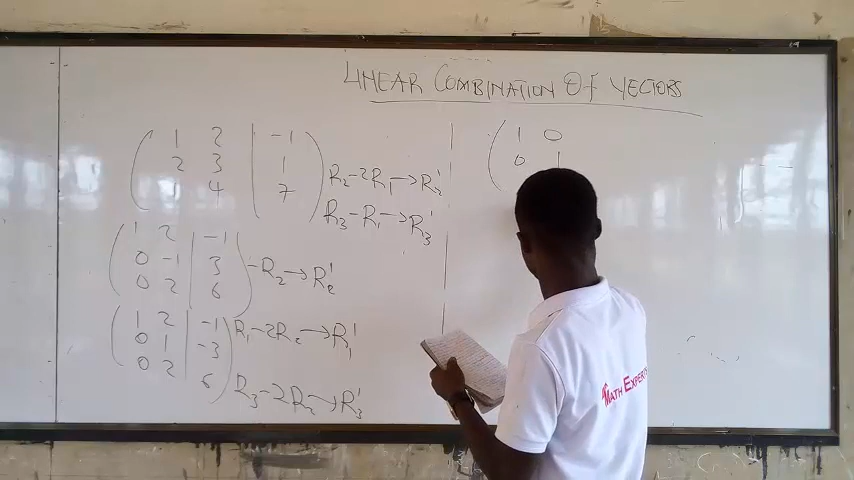 LINEAR COMBINATION OF VECTORS
1 2 | -1
2 3 | 1
4 | 7
R₂-2R₁→R₂'
R₃-R₁→R₃'
1 2 | -1
0 -1 | 3
0 2 | 6
-R₂→R₂'
1 2 | -1
0 1 | -3
0 2 | 6
R₁-2R₂→R₁'
R₃-2R₂→R₃'
1 0
0 1
MATH EXPERTS